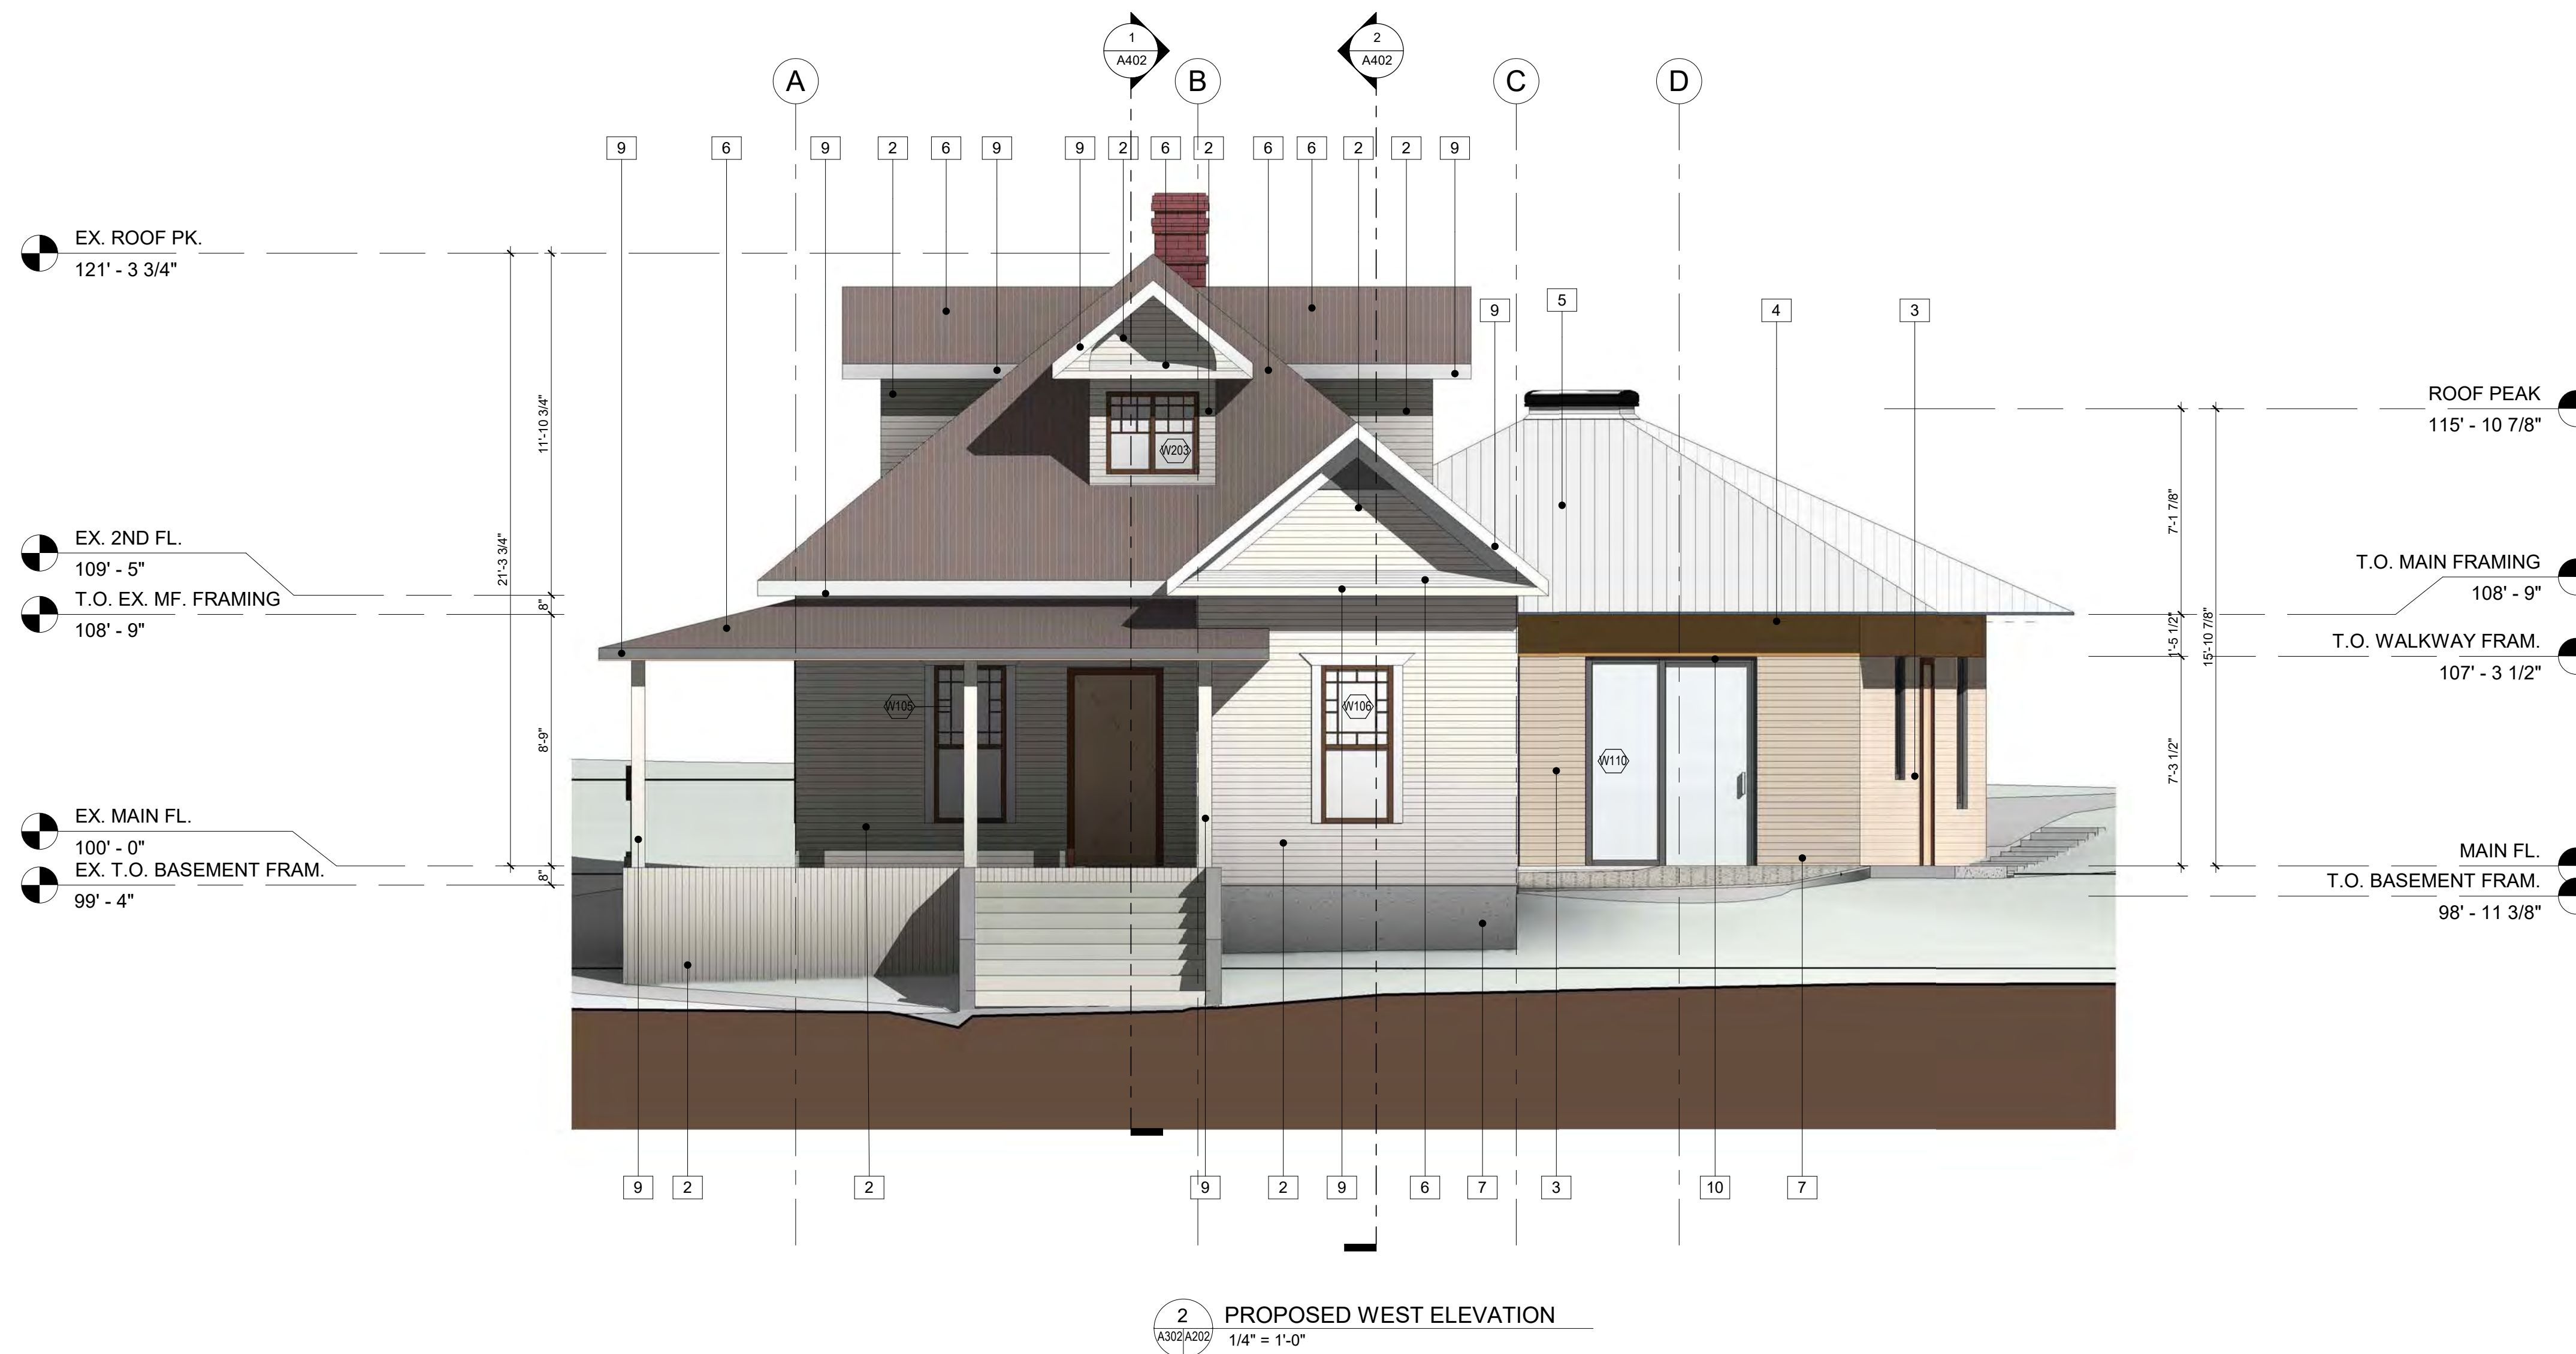 1
A402
2
A402
A
B
C
D
9
6
9
2
6
9
9
2
6
2
6
6
2
2
9
9
5
4
3
EX. ROOF PK.
121' - 3 3/4"
EX. 2ND FL.
109' - 5"
T.O. EX. MF. FRAMING
108' - 9"
EX. MAIN FL.
100' - 0"
EX. T.O. BASEMENT FRAM.
99' - 4"
21'-3 3/4"
11'-10 3/4"
8"
8'-9"
8"
W203
W105
W106
W110
7'-1 7/8"
1'-5 1/2"
15'-10 7/8"
7'-3 1/2"
ROOF PEAK
115' - 10 7/8"
T.O. MAIN FRAMING
108' - 9"
T.O. WALKWAY FRAM.
107' - 3 1/2"
MAIN FL.
T.O. BASEMENT FRAM.
98' - 11 3/8"
9
2
2
9
2
9
6
7
3
10
7
2
A302 A202
PROPOSED WEST ELEVATION
1/4" = 1'-0"